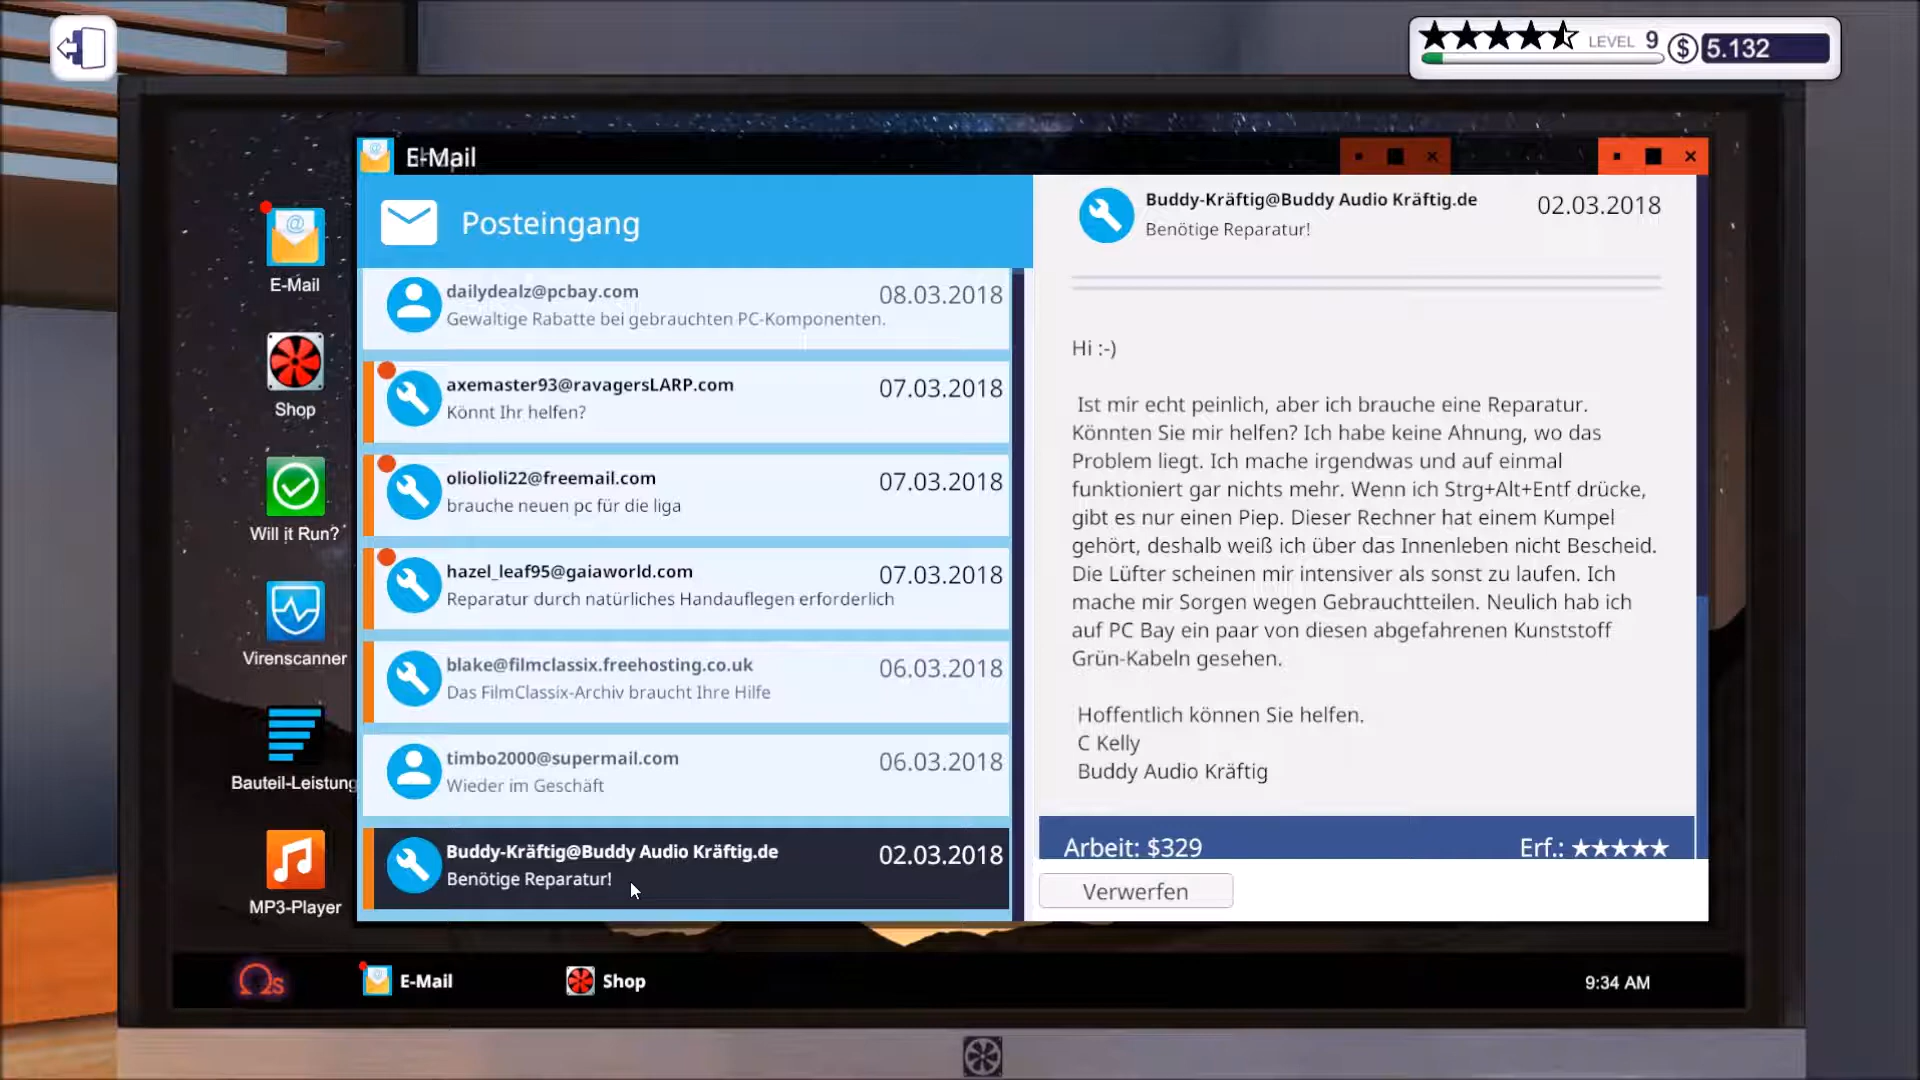 LEVEL 9
$ 5.132
E-Mail
Posteingang
dailydealz@pcbay.com
08.03.2018
Gewaltige Rabatte bei gebrauchten PC-Komponenten.
axemaster93@ravagersLARP.com
07.03.2018
Könnt Ihr helfen?
oliolioli22@freemail.com
07.03.2018
brauche neuen pc für die liga
hazel_leaf95@gaiaworld.com
07.03.2018
Reparatur durch natürliches Handauflegen erforderlich
blake@filmclassix.freehosting.co.uk
06.03.2018
Das FilmClassix-Archiv braucht Ihre Hilfe
timbo2000@supermail.com
06.03.2018
Wieder im Geschäft
Buddy-Kräftig@Buddy Audio Kräftig.de
02.03.2018
Benötige Reparatur!
Buddy-Kräftig@Buddy Audio Kräftig.de
02.03.2018
Benötige Reparatur!
Hi :-)
Ist mir echt peinlich, aber ich brauche eine Reparatur.
Könnten Sie mir helfen? Ich habe keine Ahnung, wo das
Problem liegt. Ich mache irgendwas und auf einmal
funktioniert gar nichts mehr. Wenn ich Strg+Alt+Entf drücke,
gibt es nur einen Piep. Dieser Rechner hat einem Kumpel
gehört, deshalb weiß ich über das Innenleben nicht Bescheid.
Die Lüfter scheinen mir intensiver als sonst zu laufen. Ich
mache mir Sorgen wegen Gebrauchtteilen. Neulich hab ich
auf PC Bay ein paar von diesen abgefahrenen Kunststoff
Grün-Kabeln gesehen.
Hoffentlich können Sie helfen.
C Kelly
Buddy Audio Kräftig
Arbeit: $329
Erf.: ★★★★★
Verwerfen
E-Mail
Shop
Will it Run?
Virenscanner
Bauteil-Leistung
MP3-Player
Ωs
E-Mail
Shop
9:34 AM